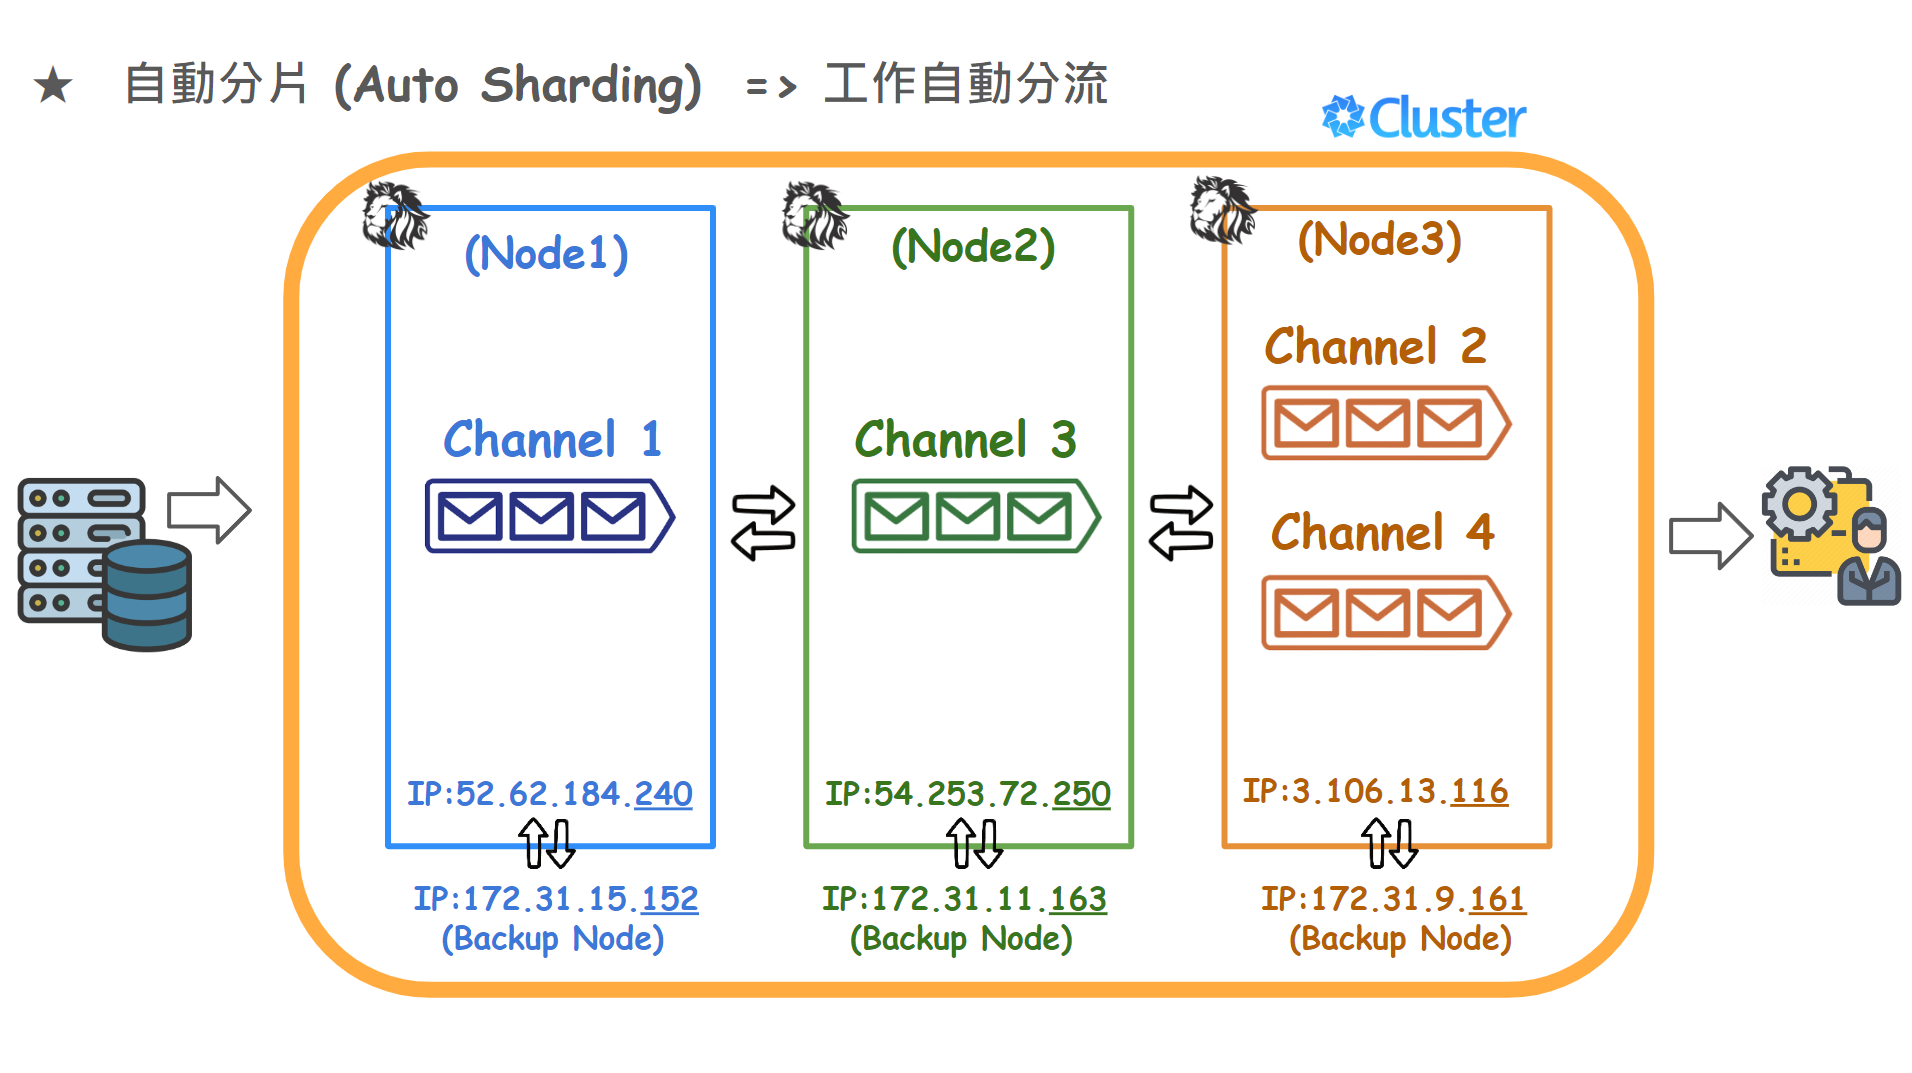 ★ 自動分片 (Auto Sharding) => 工作自動分流
Cluster
(Node1)
Channel 1
IP:52.62.184.240
IP:172.31.15.152
(Backup Node)
(Node2)
Channel 3
IP:54.253.72.250
IP:172.31.11.163
(Backup Node)
(Node3)
Channel 2
Channel 4
IP:3.106.13.116
IP:172.31.9.161
(Backup Node)